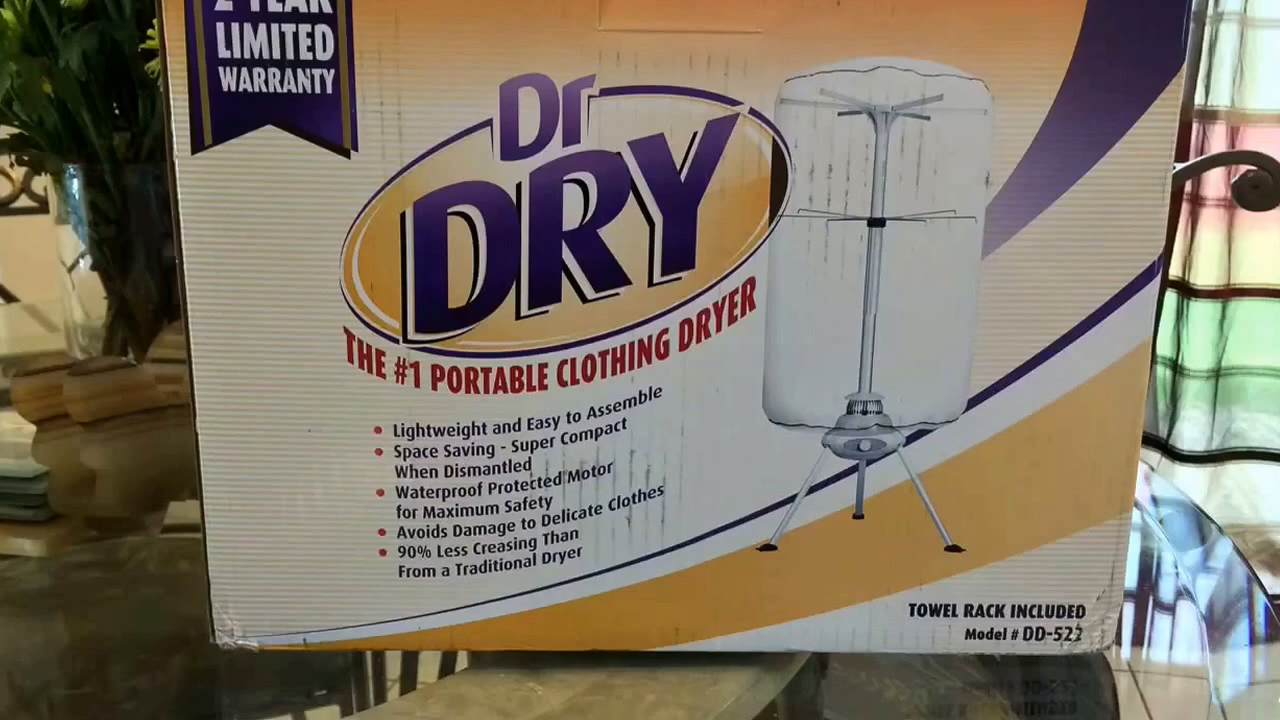 2 YEAR
LIMITED
WARRANTY
Dr
DRY
THE #1 PORTABLE CLOTHING DRYER
• Lightweight and Easy to Assemble
• Space Saving - Super Compact
When Dismantled
• Waterproof Protected Motor
for Maximum Safety
• Avoids Damage to Delicate Clothes
• 90% Less Creasing Than
From a Traditional Dryer
TOWEL RACK INCLUDED
Model # DD-522